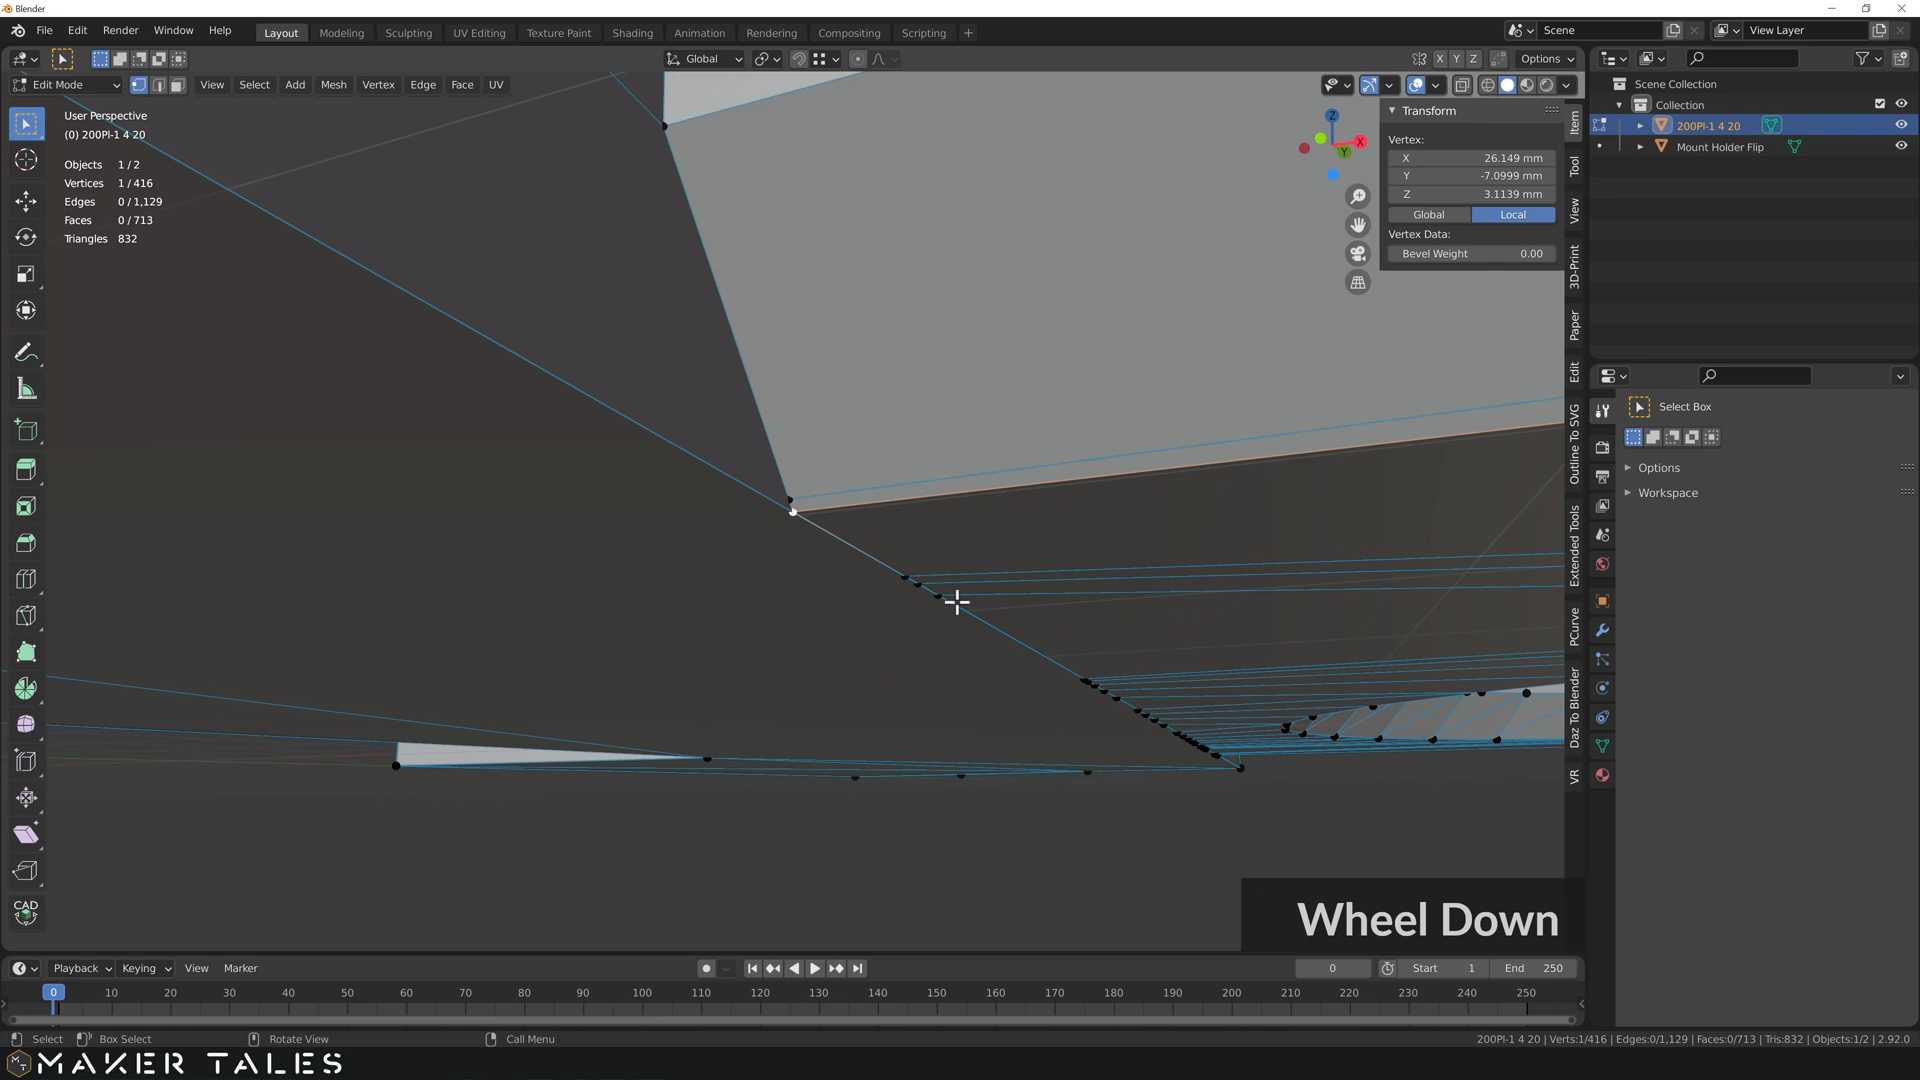 Blender
File Edit Render Window Help
Layout Modeling Sculpting UV Editing Texture Paint Shading Animation Rendering Compositing Scripting +
Scene
View Layer
Global
X Y Z Options
Edit Mode View Select Add Mesh Vertex Edge Face UV
User Perspective
(0) 200Pl-1 4 20
Objects 1 / 2
Vertices 1 / 416
Edges 0 / 1,129
Faces 0 / 713
Triangles 832
CAD
Z
X
Y
Transform
Vertex:
X 26.149 mm
Y -7.0999 mm
Z 3.1139 mm
Global Local
Vertex Data:
Bevel Weight 0.00
Item
Tool
View
3D-Print
Paper
Edit
Outline To SVG
Extended Tools
PCurve
Daz To Blender
VR
Scene Collection
Collection
200Pl-1 4 20
Mount Holder Flip
Select Box
Options
Workspace
Wheel Down
Playback Keying View Marker
0 Start 1 End 250
0 10 20 30 40 50 60 70 80 90 100 110 120 130 140 150 160 170 180 190 200 210 220 230 240 250
Select Box Select Rotate View Call Menu
200Pl-1 4 20 | Verts:1/416 | Edges:0/1,129 | Faces:0/713 | Tris:832 | Objects:1/2 | 2.92.0
MAKER TALES